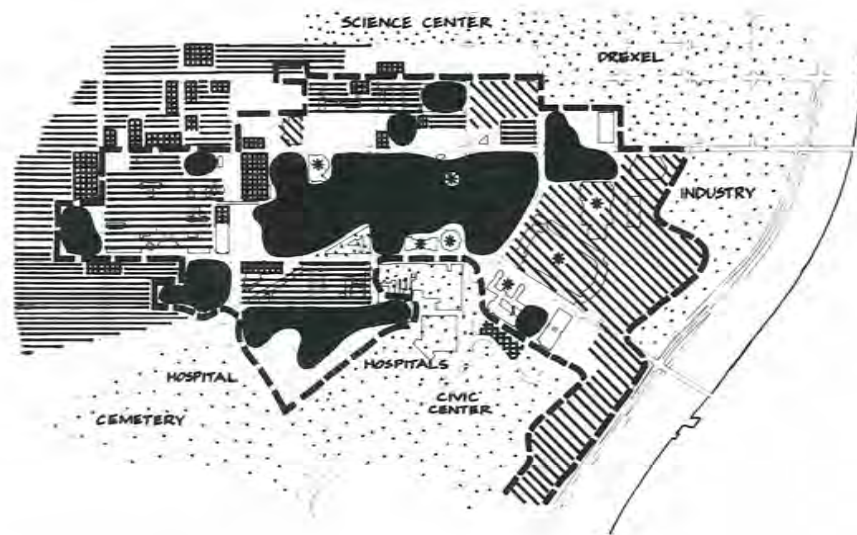 SCIENCE CENTER
DREXEL
INDUSTRY
HOSPITAL
HOSPITALS
CIVIC
CENTER
CEMETERY